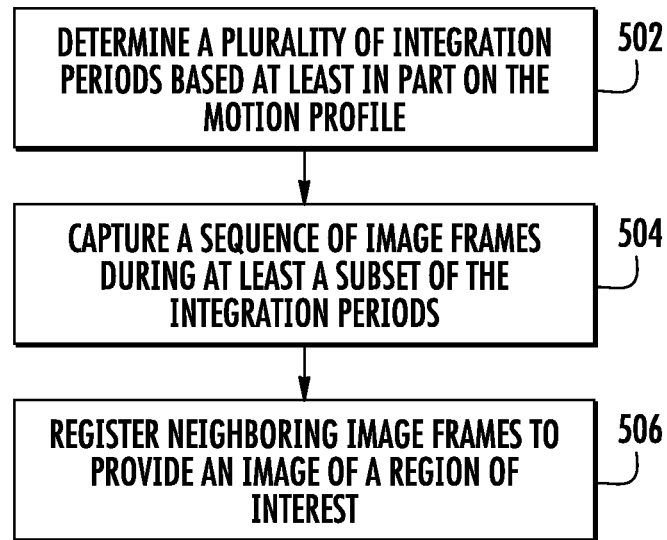 DETERMINE A PLURALITY OF INTEGRATION
PERIODS BASED AT LEAST IN PART ON THE
MOTION PROFILE
502
CAPTURE A SEQUENCE OF IMAGE FRAMES
DURING AT LEAST A SUBSET OF THE
INTEGRATION PERIODS
504
REGISTER NEIGHBORING IMAGE FRAMES TO
PROVIDE AN IMAGE OF A REGION OF
INTEREST
506